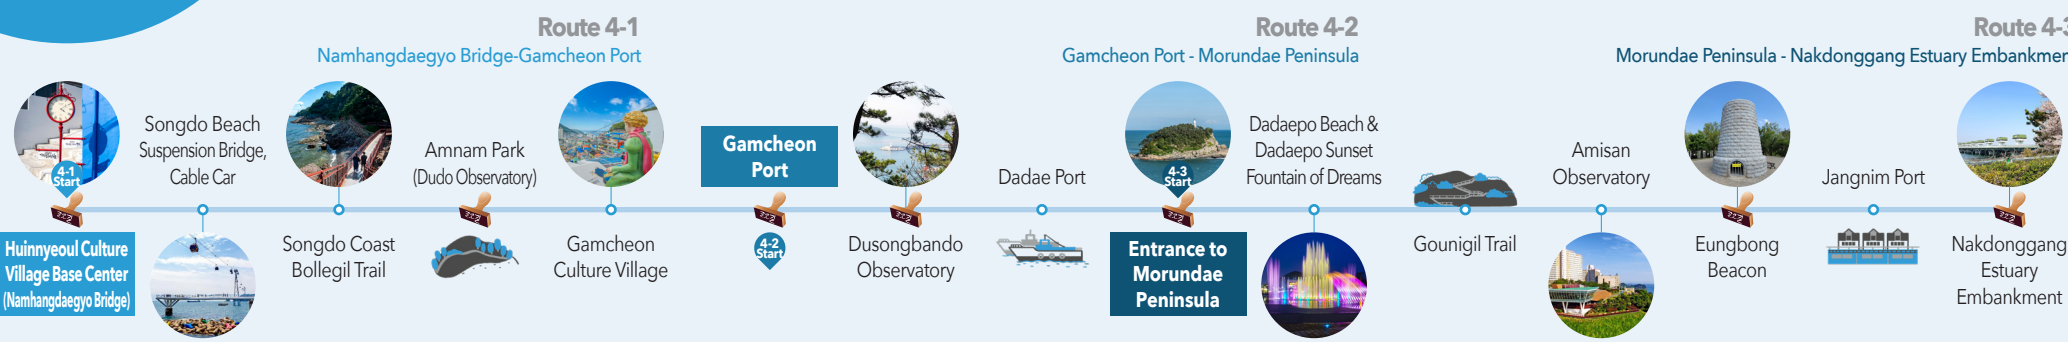 Route 4-1
Namhangdaegyo Bridge-Gamcheon Port
Route 4-2
Gamcheon Port - Morundae Peninsula
Route 4-3
Morundae Peninsula - Nakdonggang Estuary Embankmen
4-1
Start
Huinnyeoul Culture
Village Base Center
(Namhangdaegyo Bridge)
Songdo Beach
Suspension Bridge,
Cable Car
Songdo Coast
Bollegil Trail
Amnam Park
(Dudo Observatory)
Gamcheon
Culture Village
Gamcheon
Port
4-2
Start
Dusongbando
Observatory
Dadae Port
4-3
Start
Entrance to
Morundae
Peninsula
Dadaepo Beach &
Dadaepo Sunset
Fountain of Dreams
Gounigil Trail
Amisan
Observatory
Eungbong
Beacon
Jangnim Port
Nakdonggang
Estuary
Embankment